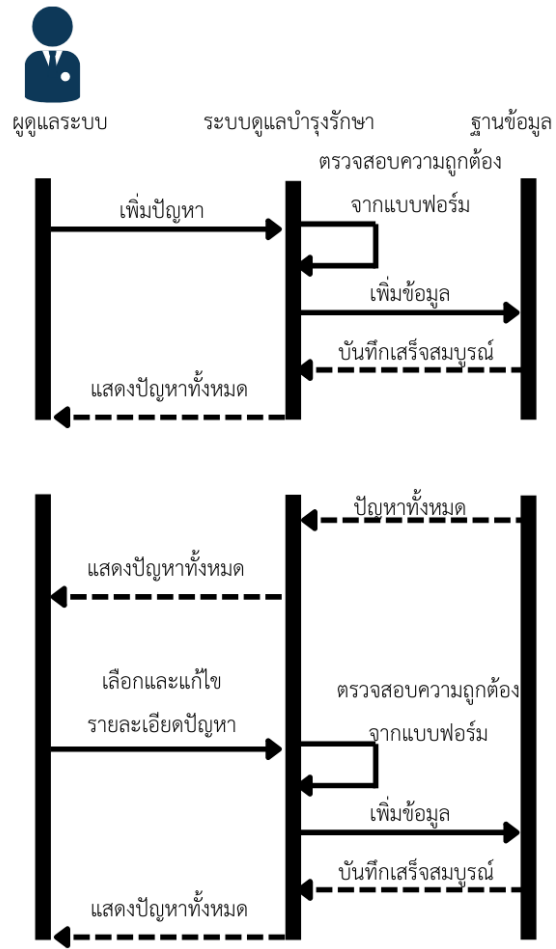 ผูดูแลระบบ
ระบบดูแลบำรุงรักษา
ฐานข้อมูล
ตรวจสอบความถูกต้อง
จากแบบฟอร์ม
เพิ่มปัญหา
เพิ่มข้อมูล
บันทึกเสร็จสมบูรณ์
แสดงปัญหาทั้งหมด
ปัญหาทั้งหมด
แสดงปัญหาทั้งหมด
เลือกและแก้ไข
รายละเอียดปัญหา
ตรวจสอบความถูกต้อง
จากแบบฟอร์ม
เพิ่มข้อมูล
บันทึกเสร็จสมบูรณ์
แสดงปัญหาทั้งหมด